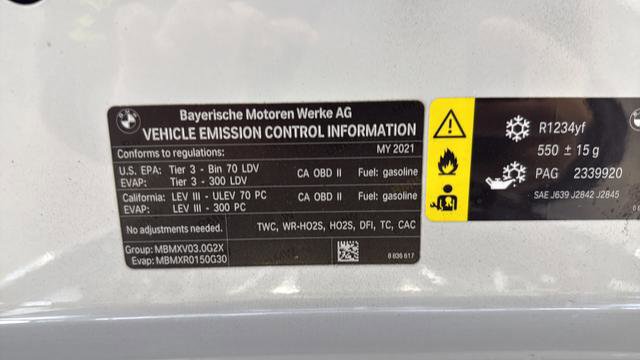 Bayerische Motoren Werke AG
VEHICLE EMISSION CONTROL INFORMATION
Conforms to regulations: MY 2021
U.S. EPA: Tier 3 - Bin 70 LDV CA OBD II Fuel: gasoline
EVAP: Tier 3 - 300 LDV
California: LEV III - ULEV 70 PC CA OBD II Fuel: gasoline
EVAP: LEV III - 300 PC
No adjustments needed. TWC, WR-HO2S, HO2S, DFI, TC, CAC
Group: MBMXV03.0G2X
Evap: MBMXR0150G30
8 836 617
R1234yf
550 ± 15 g
PAG 2339920
SAE J639 J2842 J2845